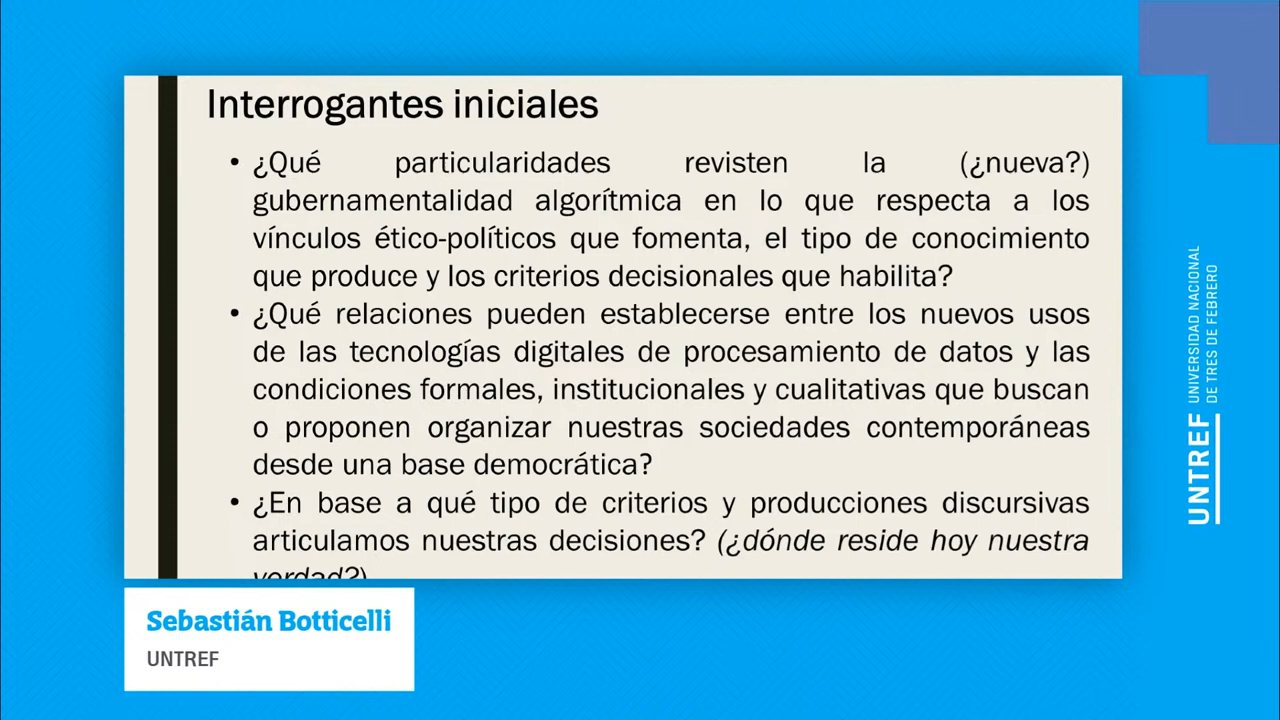 Interrogantes iniciales
• ¿Qué particularidades revisten la (¿nueva?)
gubernamentalidad algorítmica en lo que respecta a los
vínculos ético-políticos que fomenta, el tipo de conocimiento
que produce y los criterios decisionales que habilita?
• ¿Qué relaciones pueden establecerse entre los nuevos usos
de las tecnologías digitales de procesamiento de datos y las
condiciones formales, institucionales y cualitativas que buscan
o proponen organizar nuestras sociedades contemporáneas
desde una base democrática?
• ¿En base a qué tipo de criterios y producciones discursivas
articulamos nuestras decisiones? (¿dónde reside hoy nuestra
verdad?)
Sebastián Botticelli
UNTREF
UNTREF UNIVERSIDAD NACIONAL
DE TRES DE FEBRERO